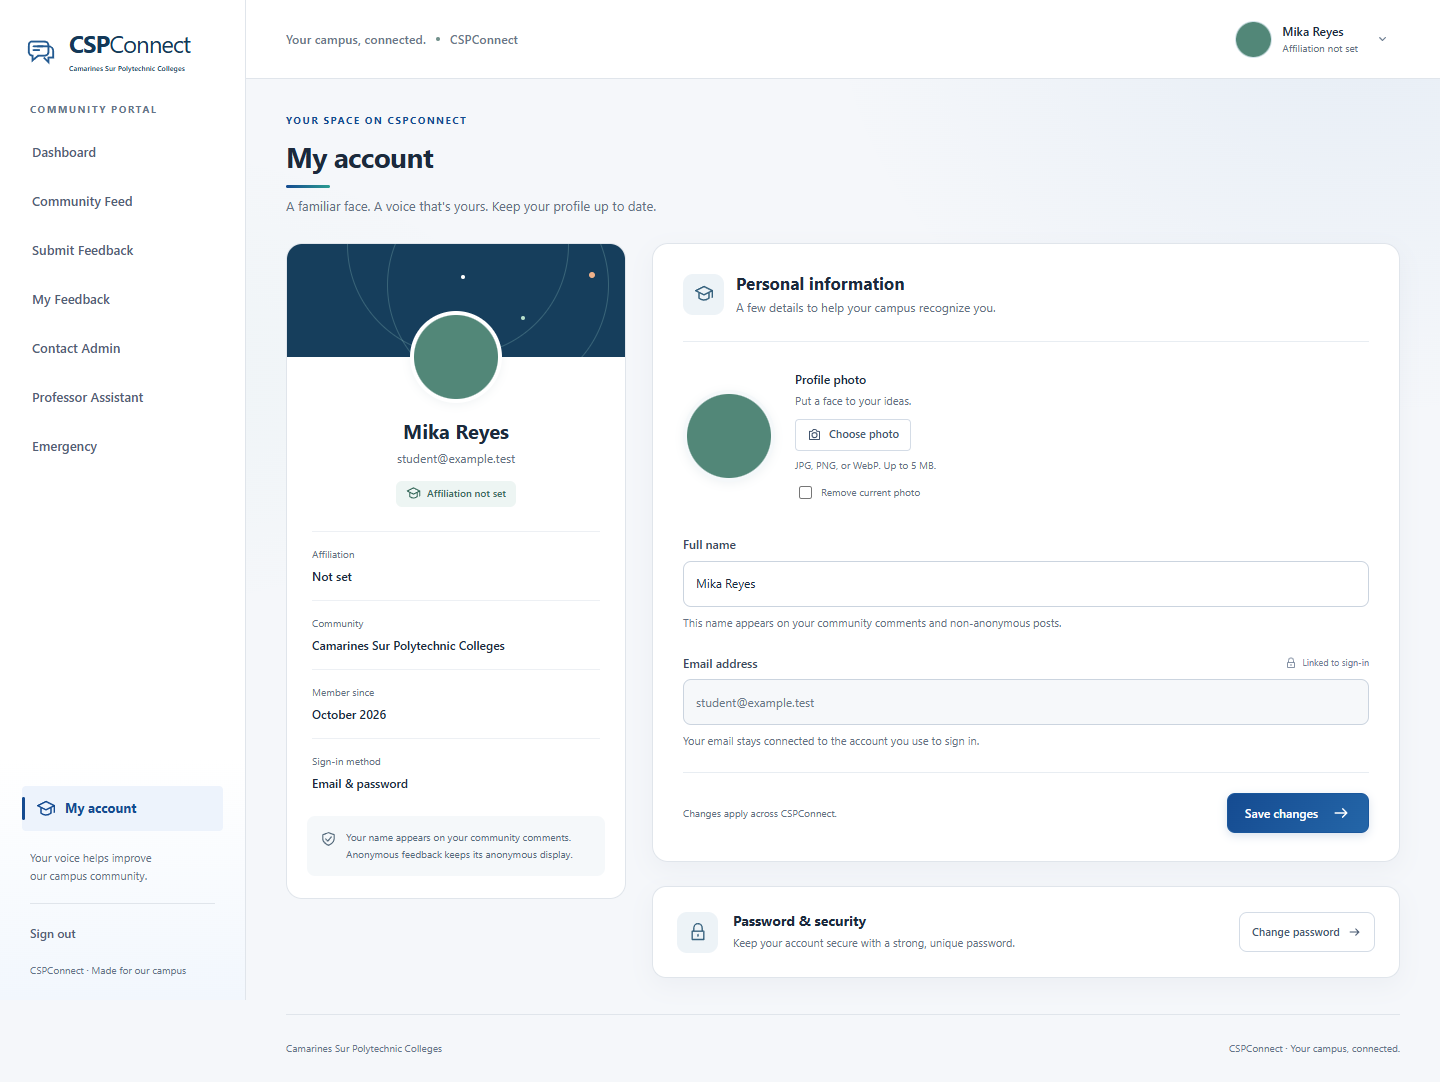 CSPConnect
Camarines Sur Polytechnic Colleges
COMMUNITY PORTAL
Dashboard
Community Feed
Submit Feedback
My Feedback
Contact Admin
Professor Assistant
Emergency
My account
Your voice helps improve
our campus community.
Sign out
CSPConnect · Made for our campus
Your campus, connected. • CSPConnect
Mika Reyes
Affiliation not set
YOUR SPACE ON CSPCONNECT
My account
A familiar face. A voice that's yours. Keep your profile up to date.
Mika Reyes
student@example.test
Affiliation not set
Affiliation
Not set
Community
Camarines Sur Polytechnic Colleges
Member since
October 2026
Sign-in method
Email & password
Your name appears on your community comments.
Anonymous feedback keeps its anonymous display.
Personal information
A few details to help your campus recognize you.
Profile photo
Put a face to your ideas.
Choose photo
JPG, PNG, or WebP. Up to 5 MB.
Remove current photo
Full name
Mika Reyes
This name appears on your community comments and non-anonymous posts.
Email address
Linked to sign-in
student@example.test
Your email stays connected to the account you use to sign in.
Changes apply across CSPConnect.
Save changes
Password & security
Keep your account secure with a strong, unique password.
Change password
Camarines Sur Polytechnic Colleges
CSPConnect · Your campus, connected.